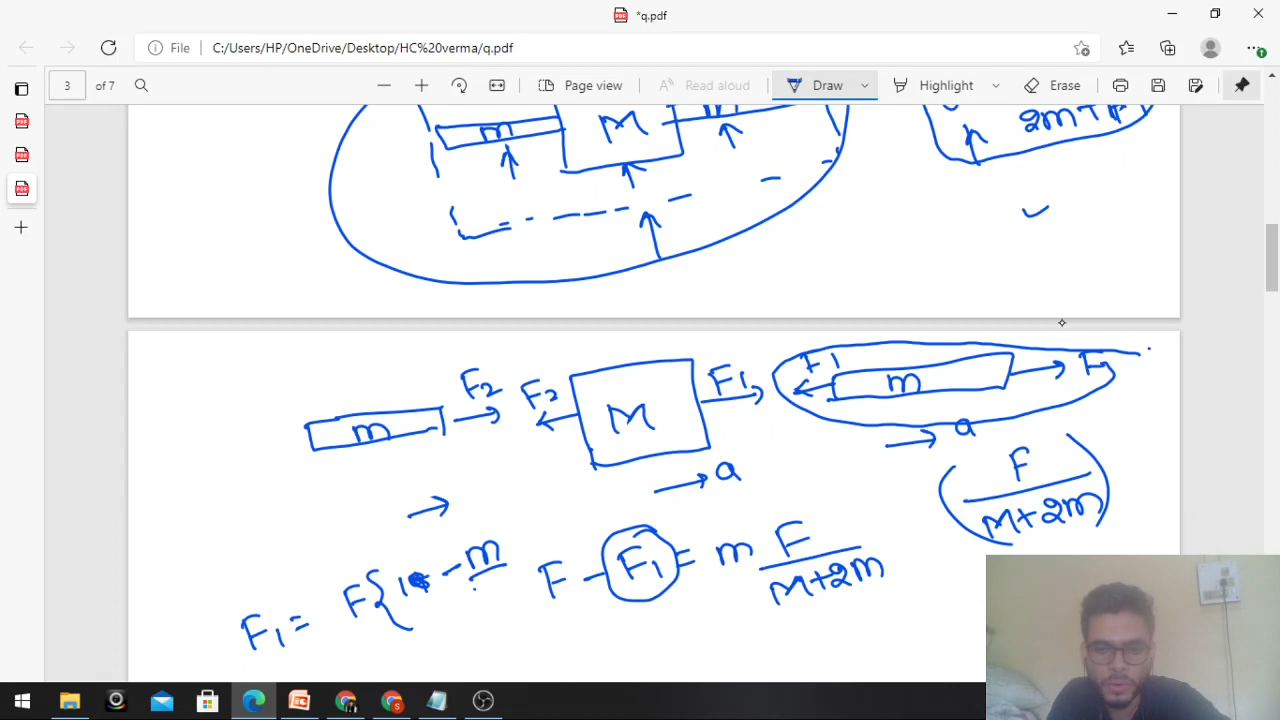 *q.pdf
File C:/Users/HP/OneDrive/Desktop/HC%20verma/q.pdf
3 of 7 Page view Read aloud Draw Highlight Erase
m M m 2m+
F2 F2 M F1 F1 m F
m a a
F
M+2m
F1 = F{1 - m F - F1 = m F
M+2m